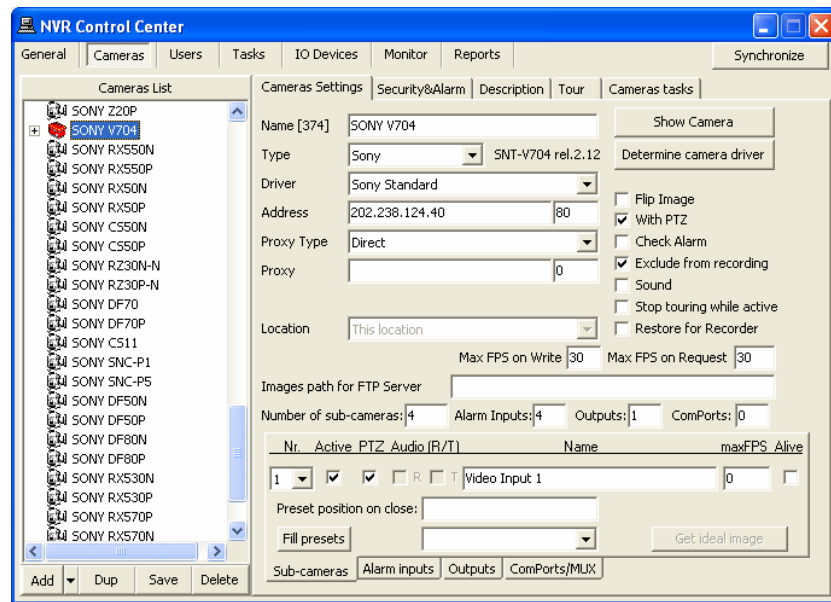 NVR Control Center
General Cameras Users Tasks IO Devices Monitor Reports Synchronize
Cameras List
SONY Z20P
SONY V704
SONY RX550N
SONY RX550P
SONY RX50N
SONY RX50P
SONY CS50N
SONY CS50P
SONY RZ30N-N
SONY RZ30P-N
SONY DF70
SONY DF70P
SONY CS11
SONY SNC-P1
SONY SNC-P5
SONY DF50N
SONY DF50P
SONY DF80N
SONY DF80P
SONY RX530N
SONY RX530P
SONY RX570P
SONY RX570N
Add Dup Save Delete
Cameras Settings Security&Alarm Description Tour Cameras tasks
Name [374] SONY V704 Show Camera
Type Sony SNT-V704 rel.2.12 Determine camera driver
Driver Sony Standard
Flip Image
Address 202.238.124.40 80 With PTZ
Proxy Type Direct Check Alarm
Exclude from recording
Proxy 0 Sound
Stop touring while active
Location This location Restore for Recorder
Max FPS on Write 30 Max FPS on Request 30
Images path for FTP Server
Number of sub-cameras: 4 Alarm Inputs: 4 Outputs: 1 ComPorts: 0
Nr. Active PTZ Audio (R/T) Name maxFPS Alive
1 R T Video Input 1 0
Preset position on close:
Fill presets Get ideal image
Sub-cameras Alarm inputs Outputs ComPorts/MUX